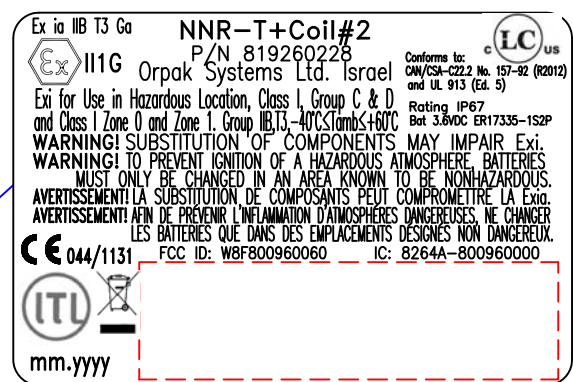 Ex ia IIB T3 Ga
NNR-T+Coil#2
Ex II1G
P/N 819260228
Orpak Systems Ltd. Israel
c LC us
Conforms to:
CAN/CSA-C22.2 No. 157-92 (R2012)
and UL 913 (Ed. 5)
Exi for Use in Hazardous Location, Class I, Group C & D
and Class I Zone 0 and Zone 1. Group IIB,T3,-40°C≤Tamb≤+60°C
Rating IP67
Bat 3.6VDC ER17335-1S2P
WARNING! SUBSTITUTION OF COMPONENTS MAY IMPAIR Exi.
WARNING! TO PREVENT IGNITION OF A HAZARDOUS ATMOSPHERE, BATTERIES
MUST ONLY BE CHANGED IN AN AREA KNOWN TO BE NONHAZARDOUS.
AVERTISSEMENT! LA SUBSTITUTION DE COMPOSANTS PEUT COMPROMETTRE LA Exia.
AVERTISSEMENT! AFIN DE PRÉVENIR L'INFLAMMATION D'ATMOSPHÈRES DANGEREUSES, NE CHANGER
LES BATTERIES QUE DANS DES EMPLACEMENTS DÉSIGNÉS NON DANGEREUX.
CE 044/1131
FCC ID: W8F800960060 IC: 8264A-800960000
ITL
mm.yyyy